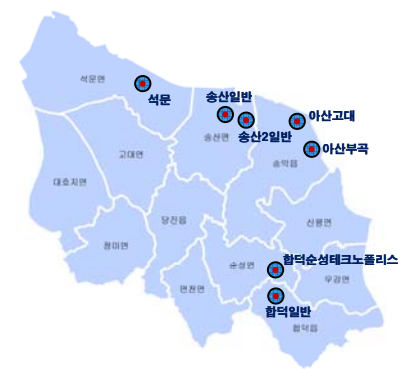 석문면
석문
송산일반
송산면
송산2일반
아산고대
아산부곡
송악읍
고대면
대호지면
정미면
당진읍
신평면
순성면
합덕순성테크노폴리스
우강면
면천면
합덕일반
합덕읍